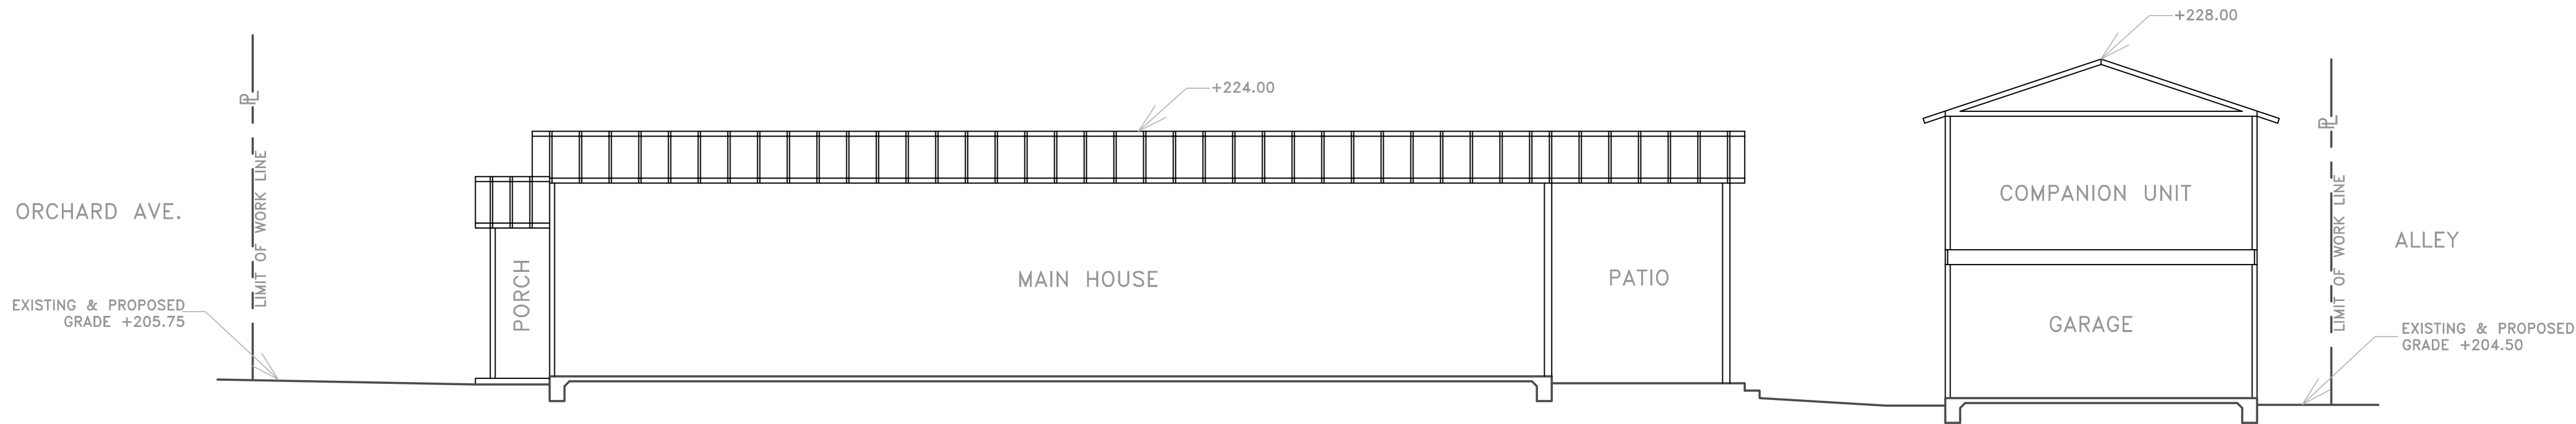 +228.00
+224.00
PL
PL
LIMIT OF WORK LINE
LIMIT OF WORK LINE
ORCHARD AVE.
COMPANION UNIT
ALLEY
PORCH
MAIN HOUSE
PATIO
GARAGE
EXISTING & PROPOSED
GRADE +205.75
EXISTING & PROPOSED
GRADE +204.50